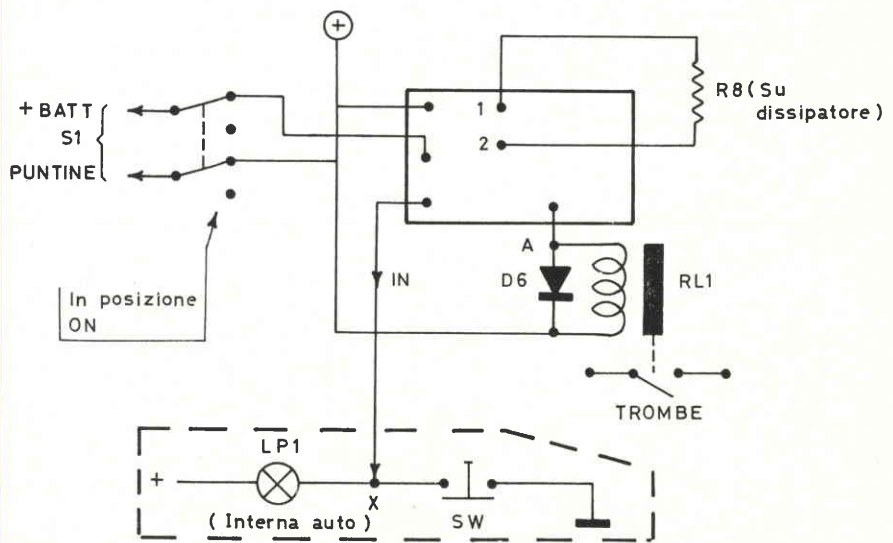 +
+ BATT
S1
PUNTINE
1
2
R8 (Su
dissipatore)
A
D6
RL1
IN
In posizione
ON
TROMBE
LP1
+
X
SW
(Interna auto)